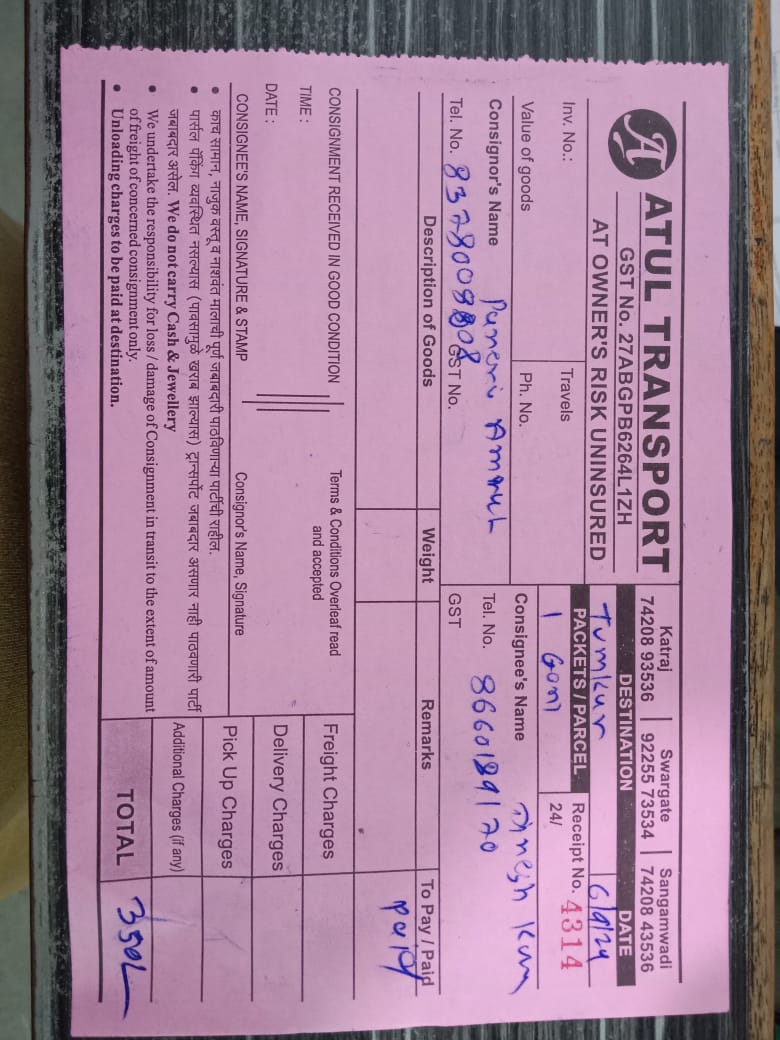 A ATUL TRANSPORT
GST No. 27ABGPB6264L1ZH
AT OWNER'S RISK UNINSURED
Katraj 74208 93536 | Swargate 92255 73534 | Sangamwadi 74208 43536
DESTINATION DATE
Tumkur 6/9/24
Inv. No.: Travels
PACKETS / PARCEL Receipt No. 4314
1 Goni 24/
Value of goods Ph. No.
Consignor's Name Puneri Amrut
Consignee's Name Dinesh Kum
Tel. No. 8378008808 GST No.
Tel. No. 8660189170
GST
Description of Goods Weight Remarks To Pay / Paid
paid
CONSIGNMENT RECEIVED IN GOOD CONDITION
Terms & Conditions Overleaf read and accepted
Freight Charges
TIME :
DATE :
Delivery Charges
CONSIGNEE'S NAME, SIGNATURE & STAMP Consignor's Name, Signature
Pick Up Charges
• काच सामान, नाजुक वस्तू व नाशवंत मालाची पूर्ण जबाबदारी पाठविणाऱ्या पार्टीची राहील.
• पार्सल पॅकिंग व्यवस्थित नसल्यास (पावसामुळे खराब झाल्यास) ट्रान्सपोर्ट जबाबदार असणार नाही पाठवणारी पार्टी
जबाबदार असेल. We do not carry Cash & Jewellery
Additional Charges (if any)
• We undertake the responsibility for loss / damage of Consignment in transit to the extent of amount
of freight of concerned consignment only.
• Unloading charges to be paid at destination.
TOTAL 350/-